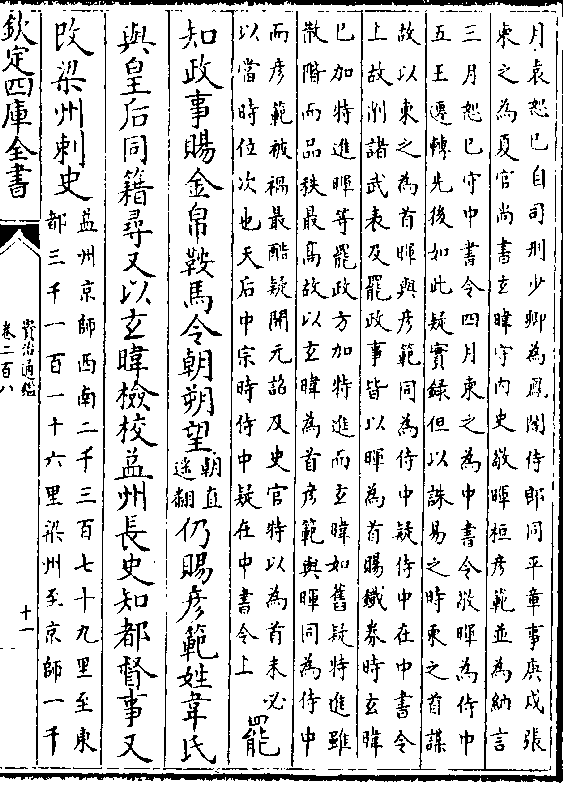 月袁恕已自司刑少卿為鳳閣侍郎同平章事庚戌張
柬之為夏官尚書玄暐守内史敬暉桓彦範並為納言
三月恕已守中書令四月柬之為中書令敬暉為侍中
五王遷轉先後如此疑實録但以誅易之時柬之首謀
故以柬之為首暉與彦範同為侍中疑侍中在中書令
上故削諸武表及罷政事皆以暉為首賜鐵券時玄暐
已加特進暉等罷政方加特進而玄暐如舊疑特進雖
散階而品秩最高故以玄暐為首彦範與暉同為侍中
而彦範被禍最酷疑開元詔及史官特以為首未必
以當時位次也天后中宗時侍中疑在中書令上
罷
知政事賜金帛鞍馬令朝朔望朝直遥翻仍賜彦範姓韋氏
與皇后同籍尋又以玄暐檢校益州長史知都督事又
改梁州刺史
益州京師西南二千三百七十九里至東
都三千一百一十六里梁州至京師一千
欽定四庫全書
資治通鑑
卷二百八
十一